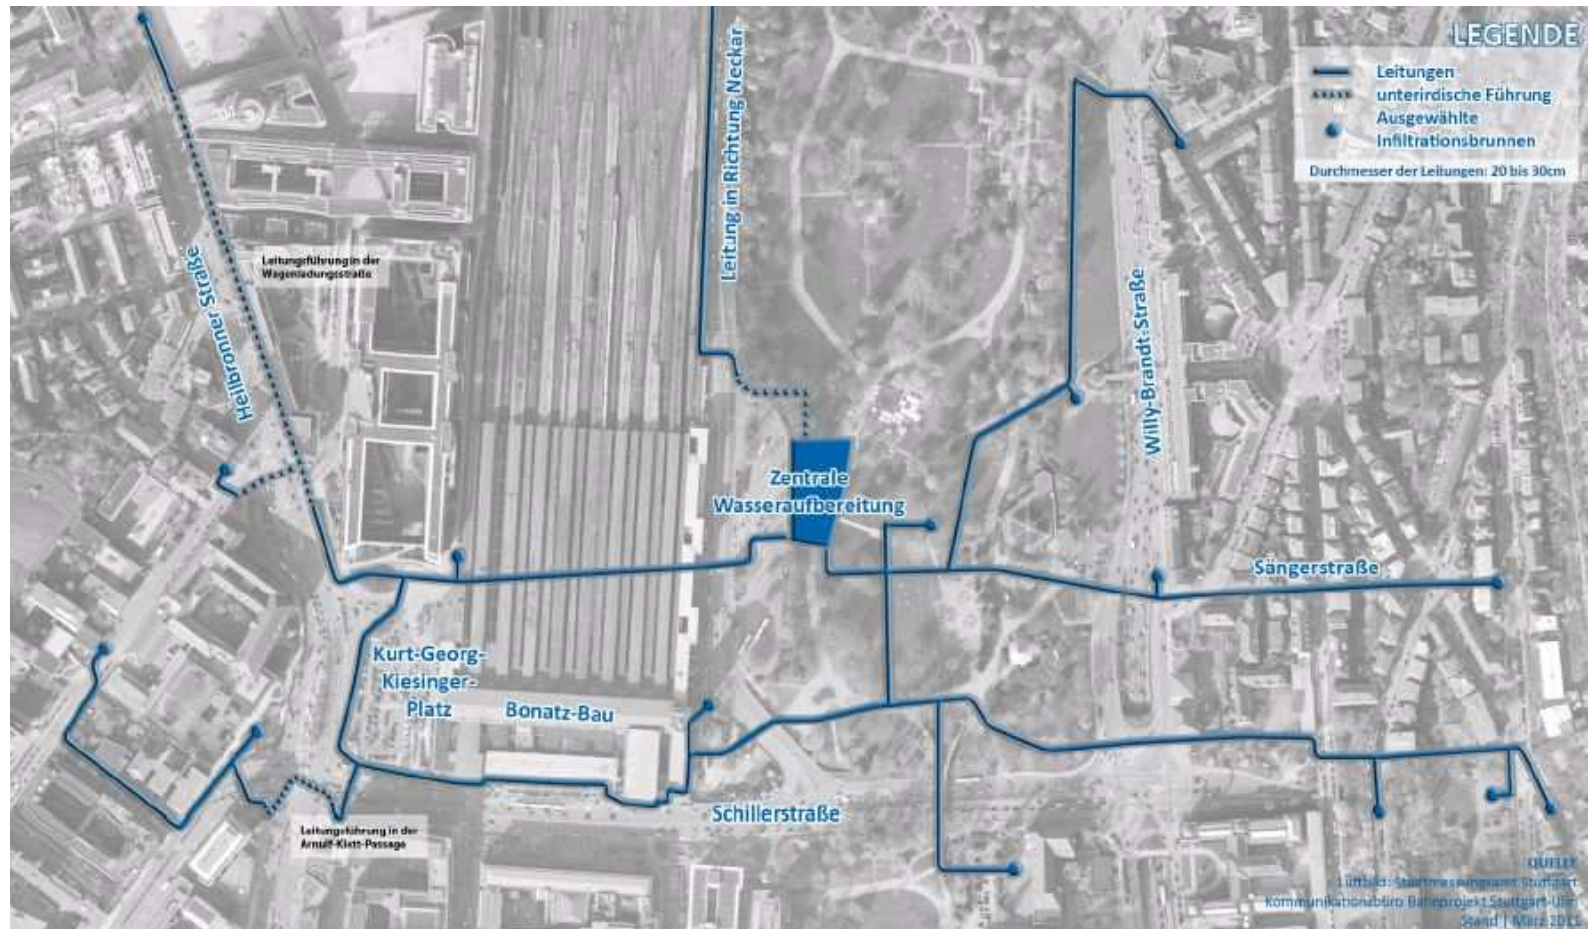 LEGENDE
Leitungen
unterirdische Führung
Ausgewählte
Infiltrationsbrunnen
Durchmesser der Leitungen: 20 bis 30cm
Leitung in Richtung Neckar
Heilbronner Straße
Leitungsführung in der
Wagenladungsstraße
Willy-Brandt-Straße
Zentrale
Wasseraufbereitung
Sängerstraße
Kurt-Georg-
Kiesinger-
Platz
Bonatz-Bau
Schillerstraße
Leitungsführung in der
Arnulf-Klett-Passage
QUELLE
Luftbild: Stadtmessungsamt Stuttgart
Kommunikationsbüro Bahnprojekt Stuttgart-Ulm
Stand | März 2011